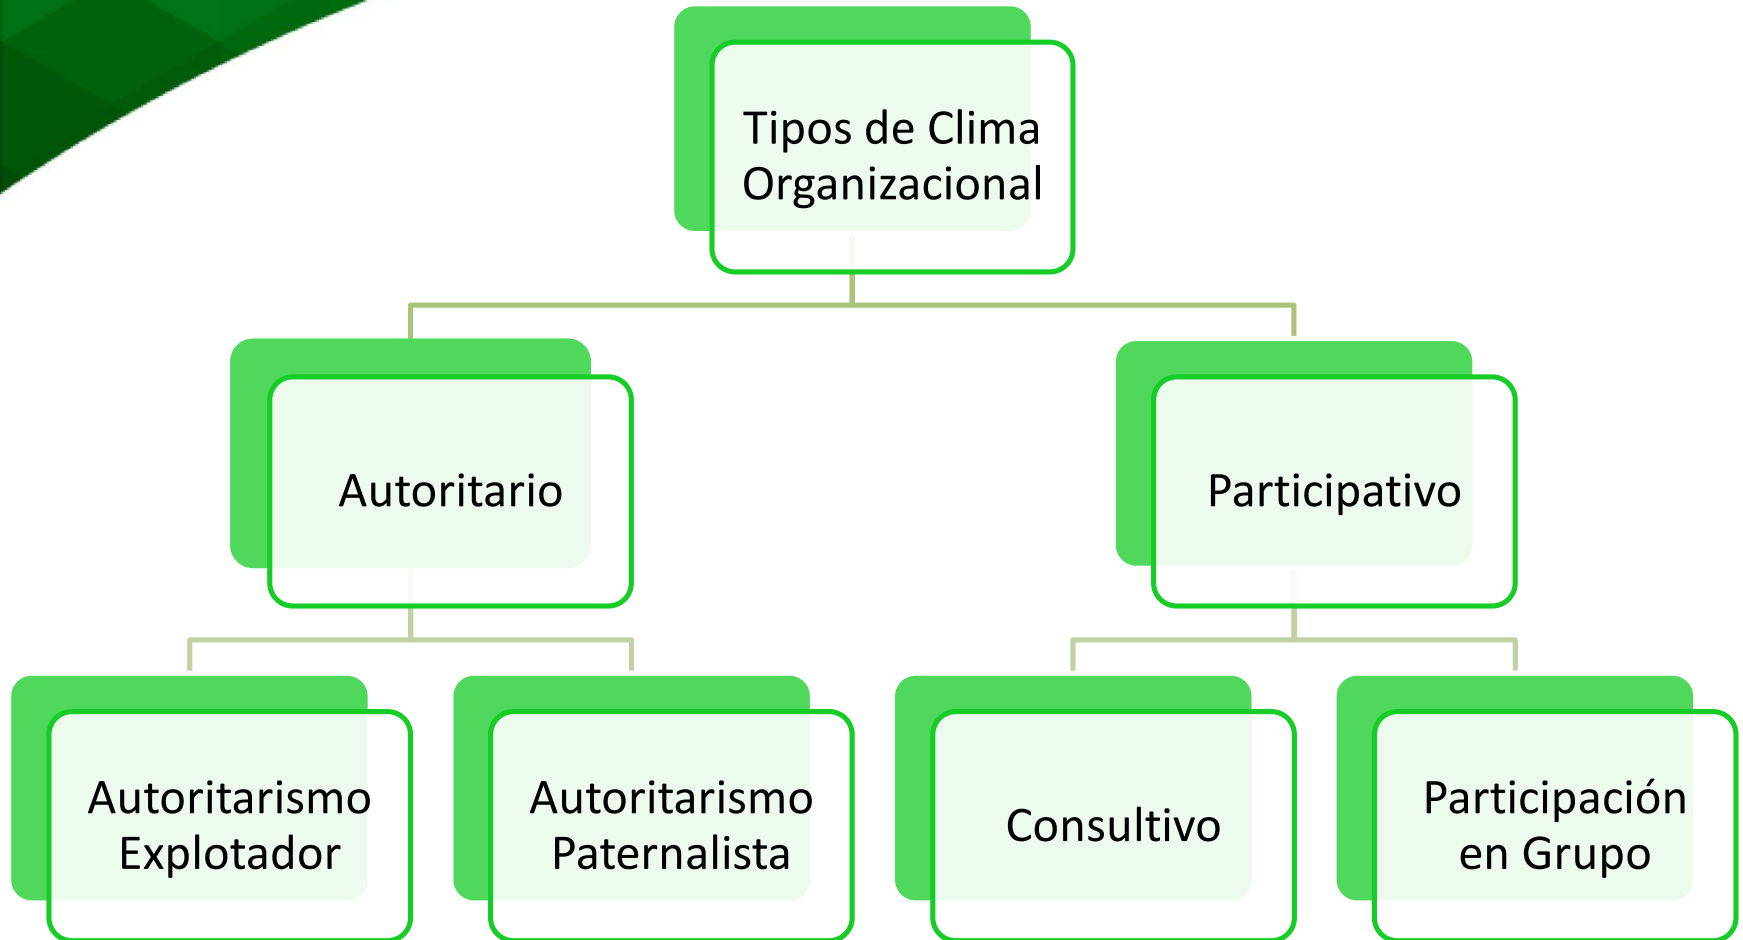 Tipos de Clima
Organizacional
Autoritario
Participativo
Autoritarismo
Explotador
Autoritarismo
Paternalista
Consultivo
Participación
en Grupo